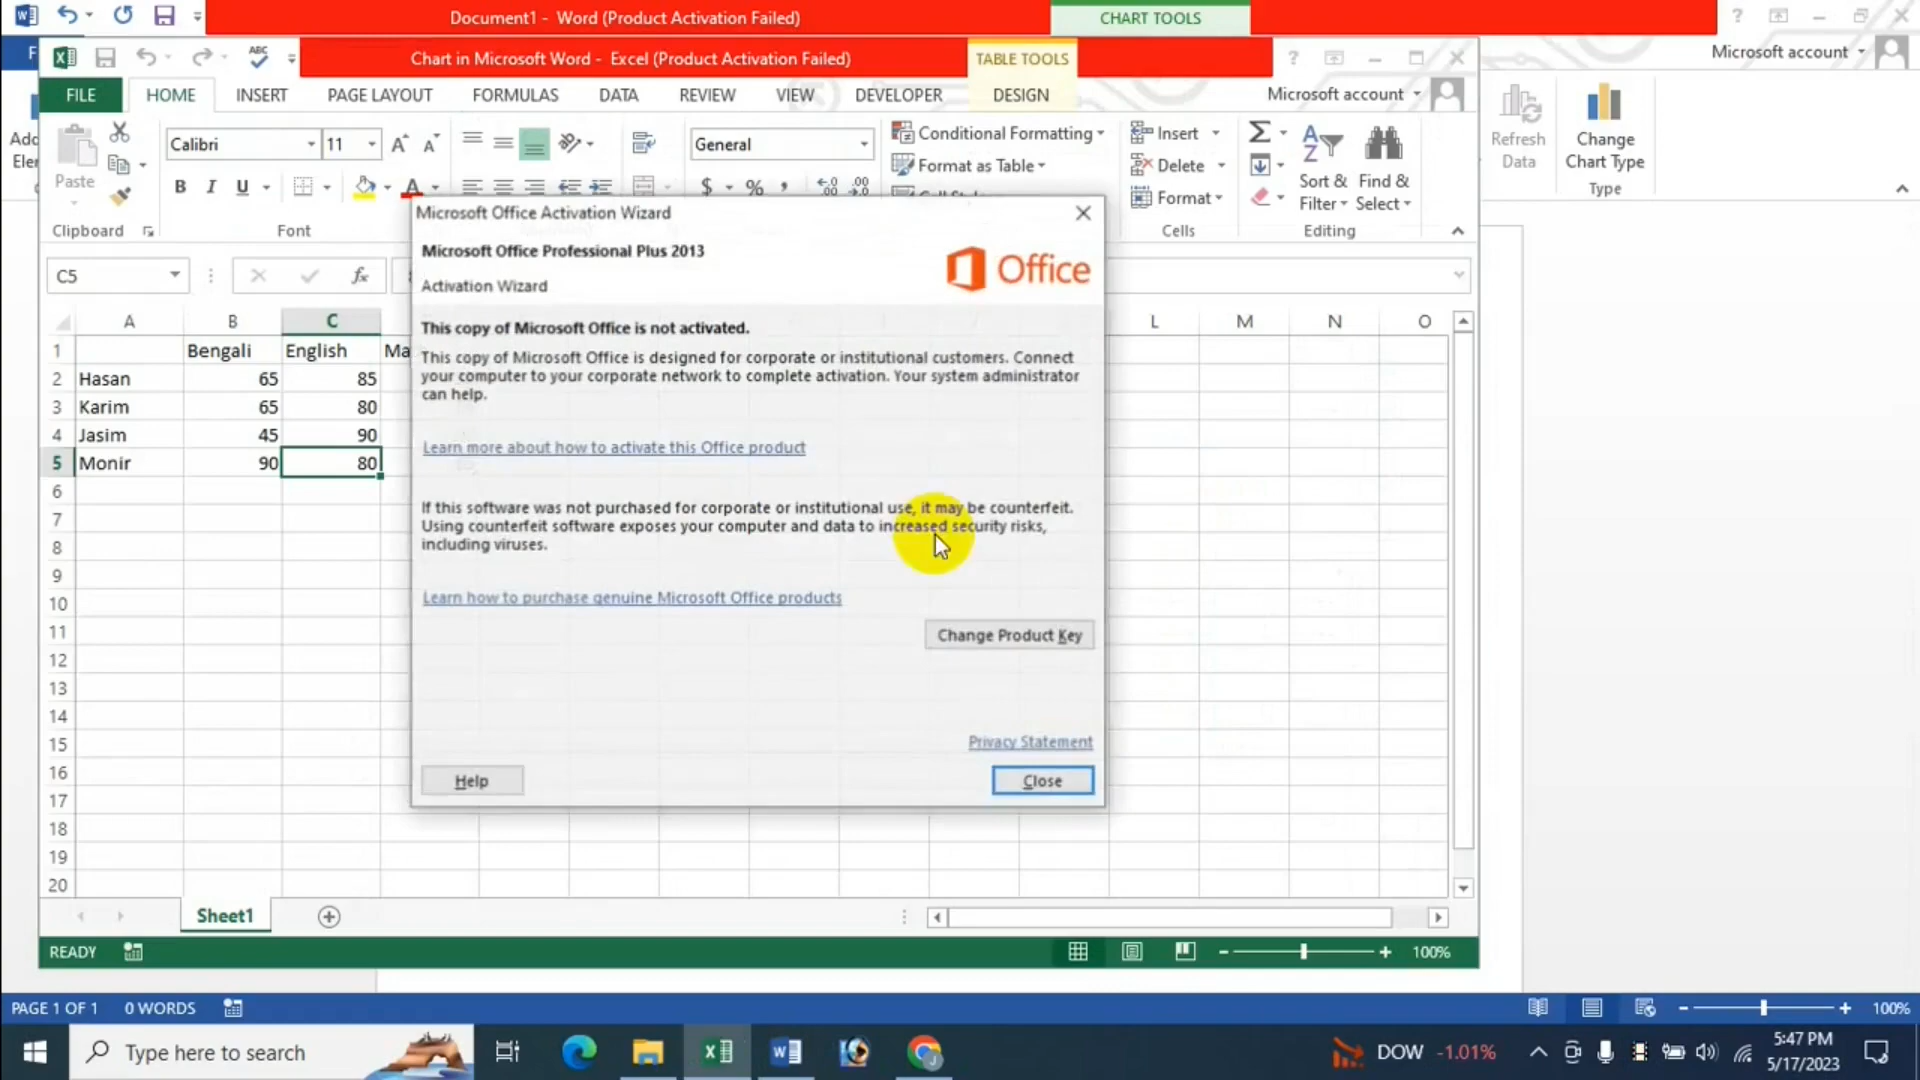 Document1 - Word (Product Activation Failed)
CHART TOOLS
Microsoft account
Chart in Microsoft Word - Excel (Product Activation Failed)
TABLE TOOLS
FILE HOME INSERT PAGE LAYOUT FORMULAS DATA REVIEW VIEW DEVELOPER DESIGN
Microsoft account
Paste
Calibri 11
B I U
General
$ %
Conditional Formatting
Format as Table
Insert
Delete
Format
Sort & Filter
Find & Select
Clipboard
Font
Cells
Editing
Refresh Data
Change Chart Type
Type
C5
fx
A B C L M N O
1 Bengali English Ma
2 Hasan 65 85
3 Karim 65 80
4 Jasim 45 90
5 Monir 90 80
6
7
8
9
10
11
12
13
14
15
16
17
18
19
20
Microsoft Office Activation Wizard
Microsoft Office Professional Plus 2013
Office
Activation Wizard
This copy of Microsoft Office is not activated.
This copy of Microsoft Office is designed for corporate or institutional customers. Connect
your computer to your corporate network to complete activation. Your system administrator
can help.
Learn more about how to activate this Office product
If this software was not purchased for corporate or institutional use, it may be counterfeit.
Using counterfeit software exposes your computer and data to increased security risks,
including viruses.
Learn how to purchase genuine Microsoft Office products
Change Product Key
Privacy Statement
Help
Close
Sheet1
READY
100%
PAGE 1 OF 1 0 WORDS
100%
Type here to search
DOW -1.01%
5:47 PM
5/17/2023